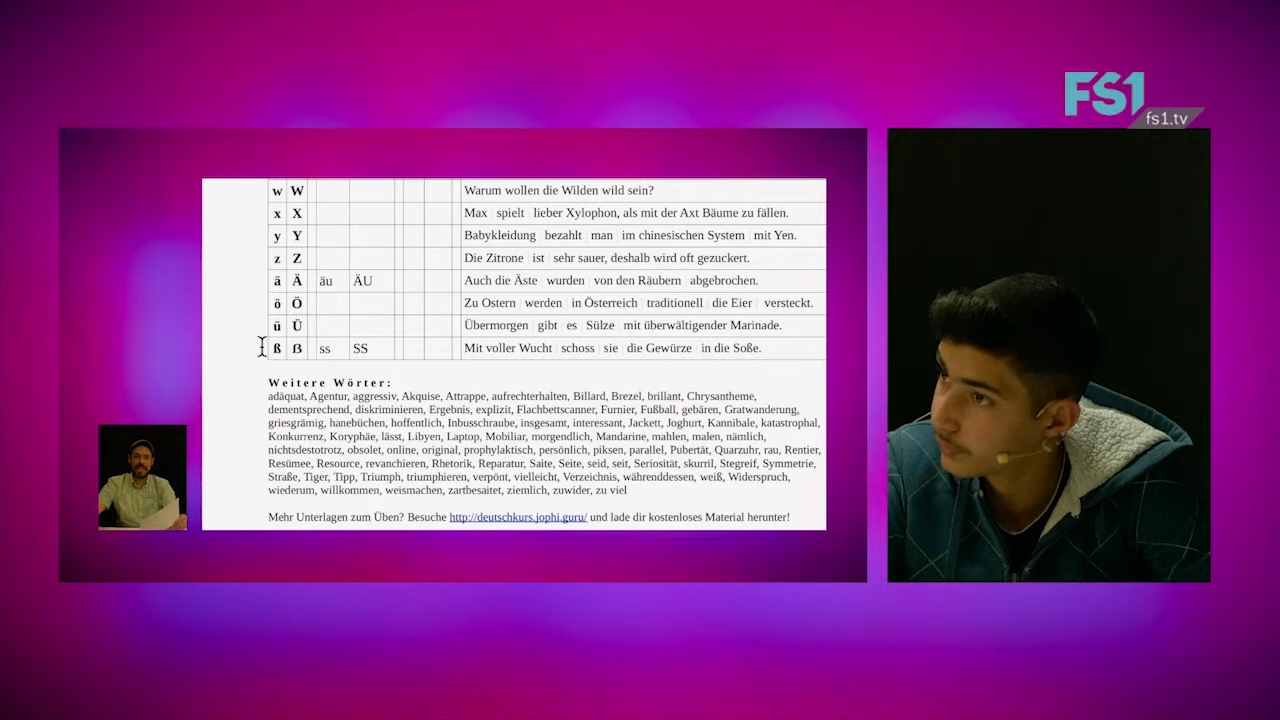 FS1
fs1.tv
w W Warum wollen die Wilden wild sein?
x X Max spielt lieber Xylophon, als mit der Axt Bäume zu fällen.
y Y Babykleidung bezahlt man im chinesischen System mit Yen.
z Z Die Zitrone ist sehr sauer, deshalb wird oft gezuckert.
ä Ä äu ÄU Auch die Äste wurden von den Räubern abgebrochen.
ö Ö Zu Ostern werden in Österreich traditionell die Eier versteckt.
ü Ü Übermorgen gibt es Sülze mit überwältigender Marinade.
ß ẞ ss SS Mit voller Wucht schoss sie die Gewürze in die Soße.
Weitere Wörter:
adäquat, Agentur, aggressiv, Akquise, Attrappe, aufrechterhalten, Billard, Brezel, brillant, Chrysantheme,
dementsprechend, diskriminieren, Ergebnis, explizit, Flachbettscanner, Furnier, Fußball, gebären, Gratwanderung,
griesgrämig, hanebüchen, hoffentlich, Inbusschraube, insgesamt, interessant, Jackett, Joghurt, Kannibale, katastrophal,
Konkurrenz, Koryphäe, lässt, Libyen, Laptop, Mobiliar, morgendlich, Mandarine, mahlen, malen, nämlich,
nichtsdestotrotz, obsolet, online, original, prophylaktisch, persönlich, piksen, parallel, Pubertät, Quarzuhr, rau, Rentier,
Resümee, Resource, revanchieren, Rhetorik, Reparatur, Saite, Seite, seid, seit, Seriosität, skurril, Stegreif, Symmetrie,
Straße, Tiger, Tipp, Triumph, triumphieren, verpönt, vielleicht, Verzeichnis, währenddessen, weiß, Widerspruch,
wiederum, willkommen, weismachen, zartbesaitet, ziemlich, zuwider, zu viel
Mehr Unterlagen zum Üben? Besuche http://deutschkurs.jophi.guru/ und lade dir kostenloses Material herunter!